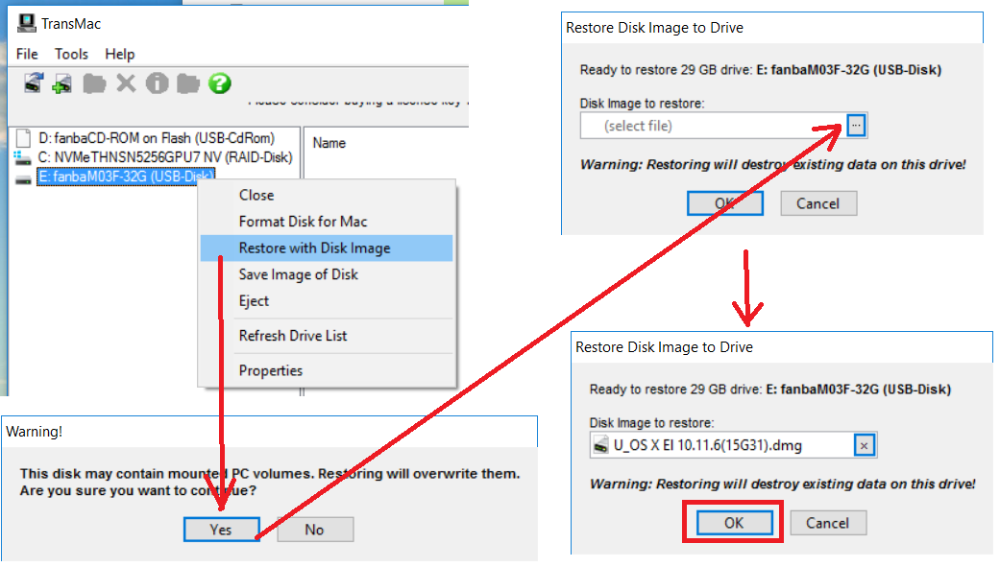 TransMac
File Tools Help
Please consider buying a license key
D: fanbaCD-ROM on Flash (USB-CdRom)
C: NVMeTHNSN5256GPU7 NV (RAID-Disk)
E: fanbaM03F-32G (USB-Disk)
Name
Close
Format Disk for Mac
Restore with Disk Image
Save Image of Disk
Eject
Refresh Drive List
Properties
Warning!
This disk may contain mounted PC volumes. Restoring will overwrite them.
Are you sure you want to continue?
Yes No
Restore Disk Image to Drive
Ready to restore 29 GB drive: E: fanbaM03F-32G (USB-Disk)
Disk Image to restore:
(select file) ...
Warning: Restoring will destroy existing data on this drive!
OK Cancel
Restore Disk Image to Drive
Ready to restore 29 GB drive: E: fanbaM03F-32G (USB-Disk)
Disk Image to restore:
U_OS X EI 10.11.6(15G31).dmg ×
Warning: Restoring will destroy existing data on this drive!
OK Cancel